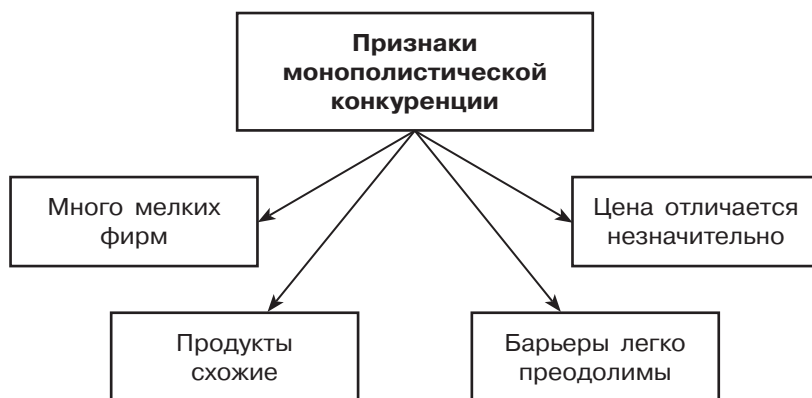 Признаки
монополистической
конкуренции
Много мелких
фирм
Цена отличается
незначительно
Продукты
схожие
Барьеры легко
преодолимы